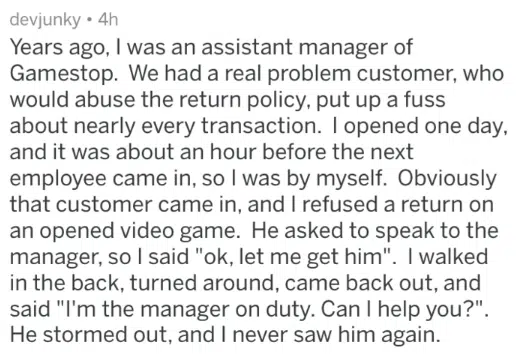 devjunky • 4h
Years ago, I was an assistant manager of
Gamestop.  We had a real problem customer, who
would abuse the return policy, put up a fuss
about nearly every transaction.  I opened one day,
and it was about an hour before the next
employee came in, so I was by myself.  Obviously
that customer came in, and I refused a return on
an opened video game.  He asked to speak to the
manager, so I said "ok, let me get him".  I walked
in the back, turned around, came back out, and
said "I'm the manager on duty. Can I help you?".
He stormed out, and I never saw him again.